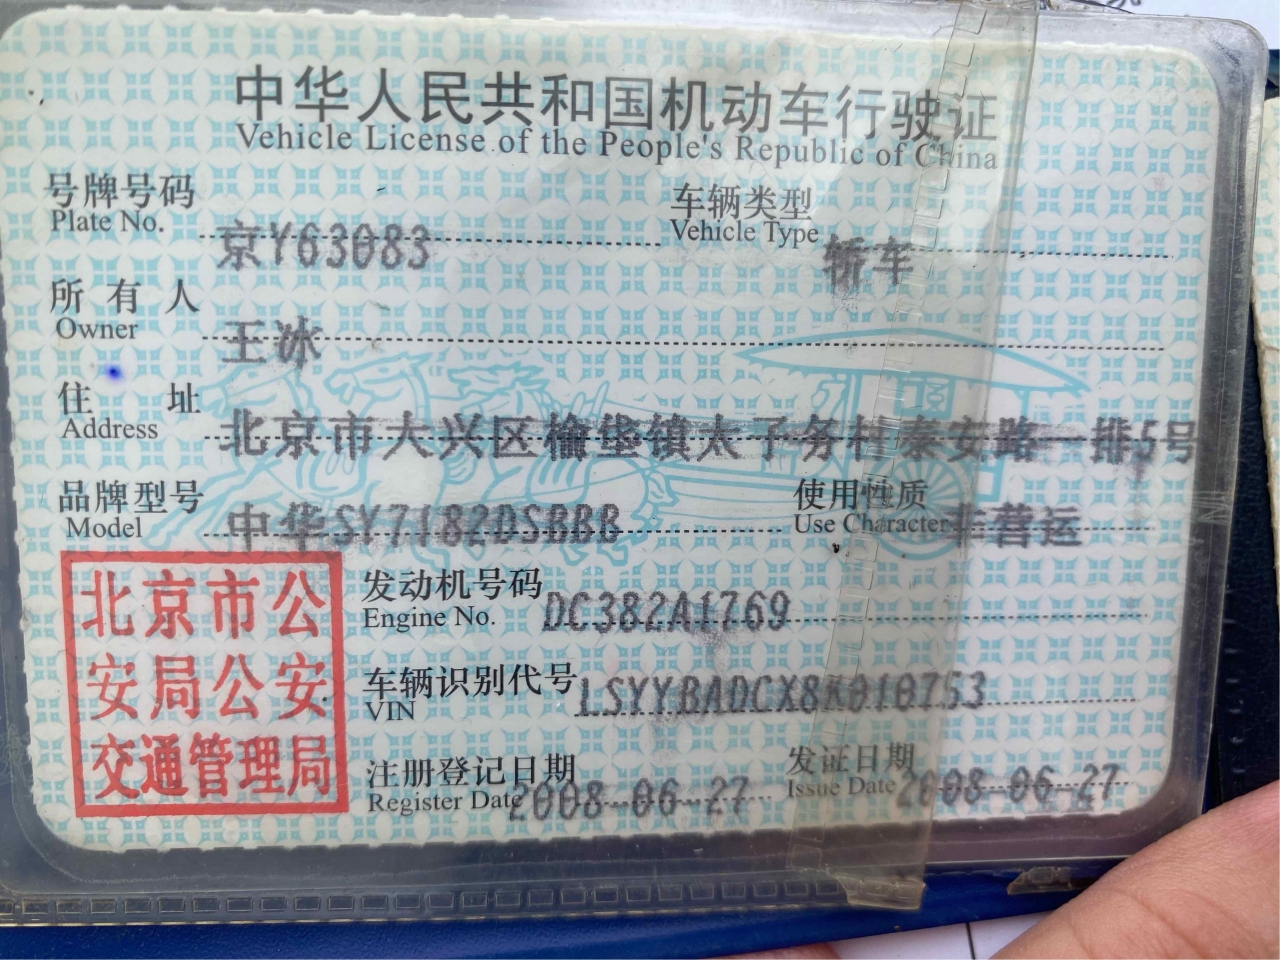 中华人民共和国机动车行驶证
Vehicle License of the People's Republic of China
号牌号码 京Y63083 车辆类型 轿车
Plate No. Vehicle Type
所有人 王冰
Owner
住址 北京市大兴区榆垡镇太子务村泰安路一排5号
Address
品牌型号 中华SY7182DSBBB 使用性质 非营运
Model Use Character
发动机号码 DC382A1769
Engine No.
车辆识别代号 LSYYBADCX8K010753
VIN
注册登记日期 2008-06-27 发证日期 2008-06-27
Register Date Issue Date
北京市公
安局公安
交通管理局